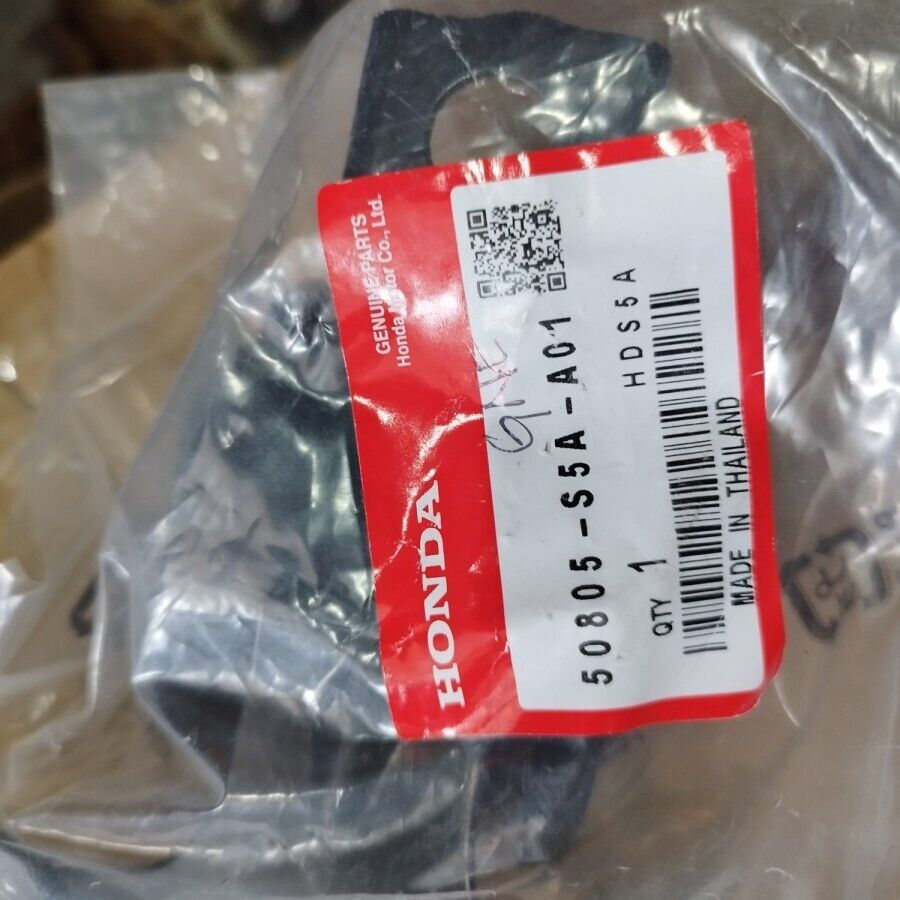 GENUINE PARTS
Honda Motor Co., Ltd.
HONDA
50805-S5A-A01
QTY 1
HDS5A
MADE IN THAILAND